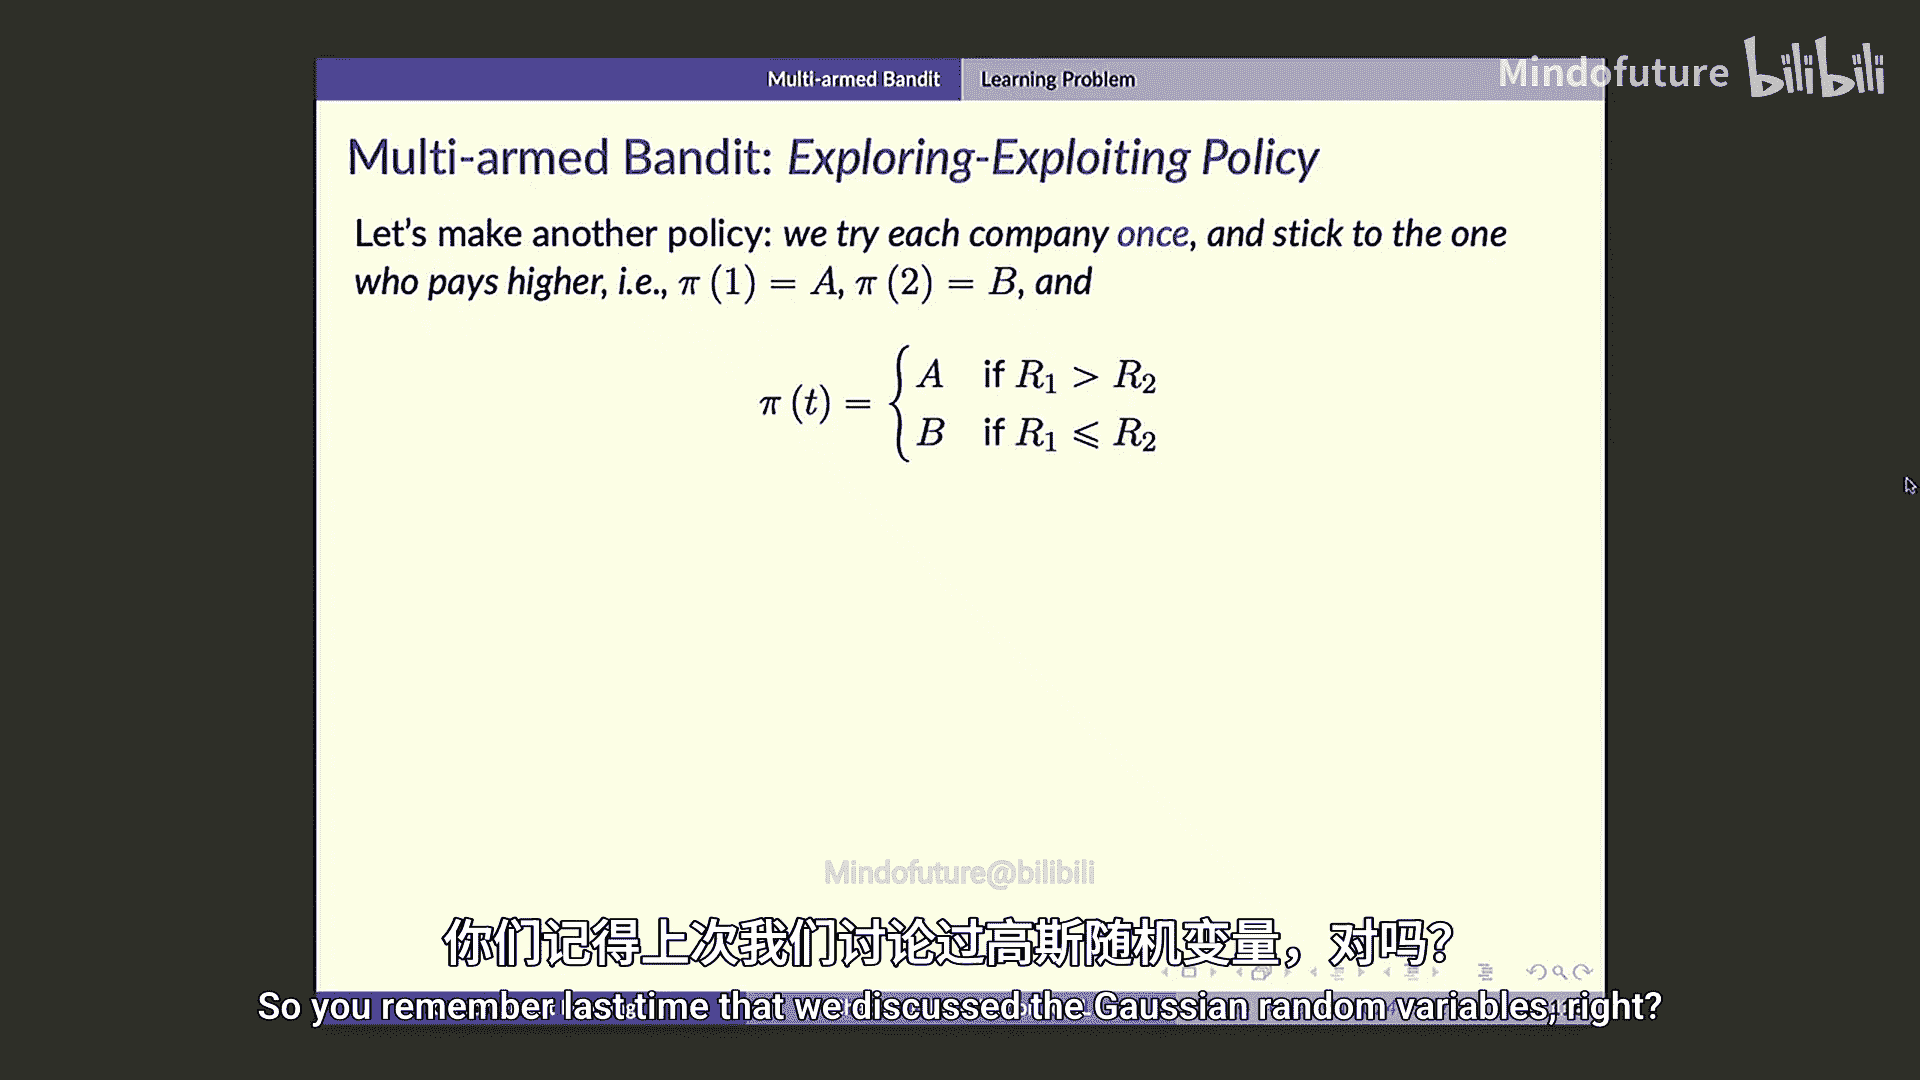 Multi-armed Bandit Learning Problem
Mindofuture bilibili
Multi-armed Bandit: Exploring-Exploiting Policy
Let's make another policy: we try each company once, and stick to the one
who pays higher, i.e., π (1) = A, π (2) = B, and
π (t) = { A if R₁ > R₂
B if R₁ ⩽ R₂
Mindofuture@bilibili
你们记得上次我们讨论过高斯随机变量，对吗？
So you remember last time that we discussed the Gaussian random variables, right?